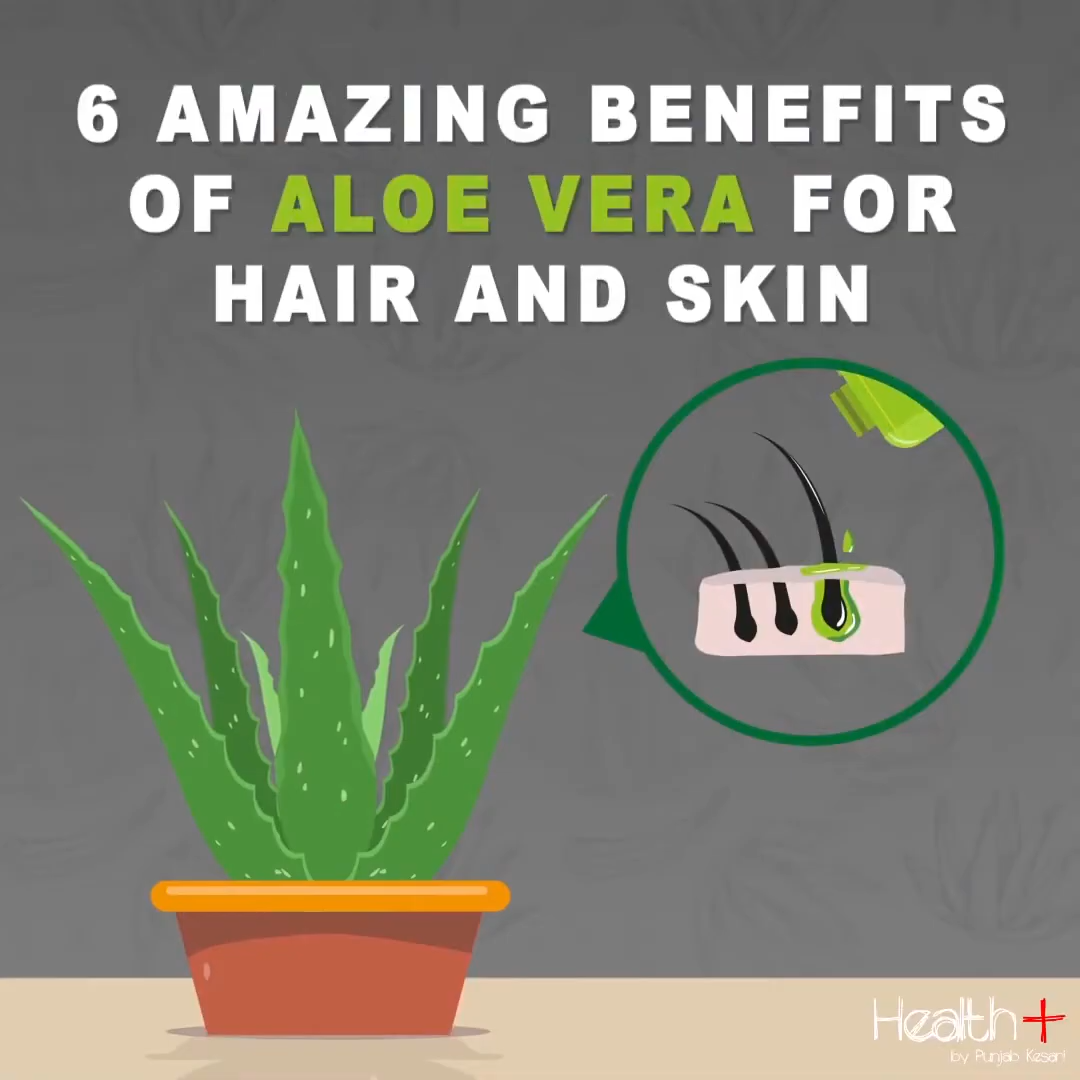 6 AMAZING BENEFITS
OF ALOE VERA FOR
HAIR AND SKIN
Health+
by Punjab Kesari